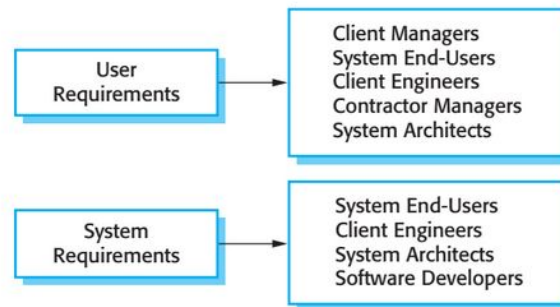 User
Requirements
Client Managers
System End-Users
Client Engineers
Contractor Managers
System Architects
System
Requirements
System End-Users
Client Engineers
System Architects
Software Developers